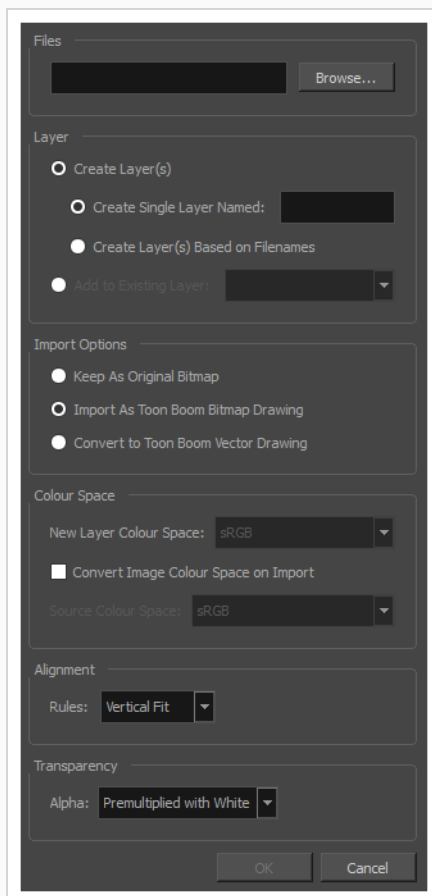 Files
Browse...
Layer
Create Layer(s)
Create Single Layer Named:
Create Layer(s) Based on Filenames
Add to Existing Layer:
Import Options
Keep As Original Bitmap
Import As Toon Boom Bitmap Drawing
Convert to Toon Boom Vector Drawing
Colour Space
New Layer Colour Space: sRGB
Convert Image Colour Space on Import
Source Colour Space: sRGB
Alignment
Rules: Vertical Fit
Transparency
Alpha: Premultiplied with White
OK Cancel